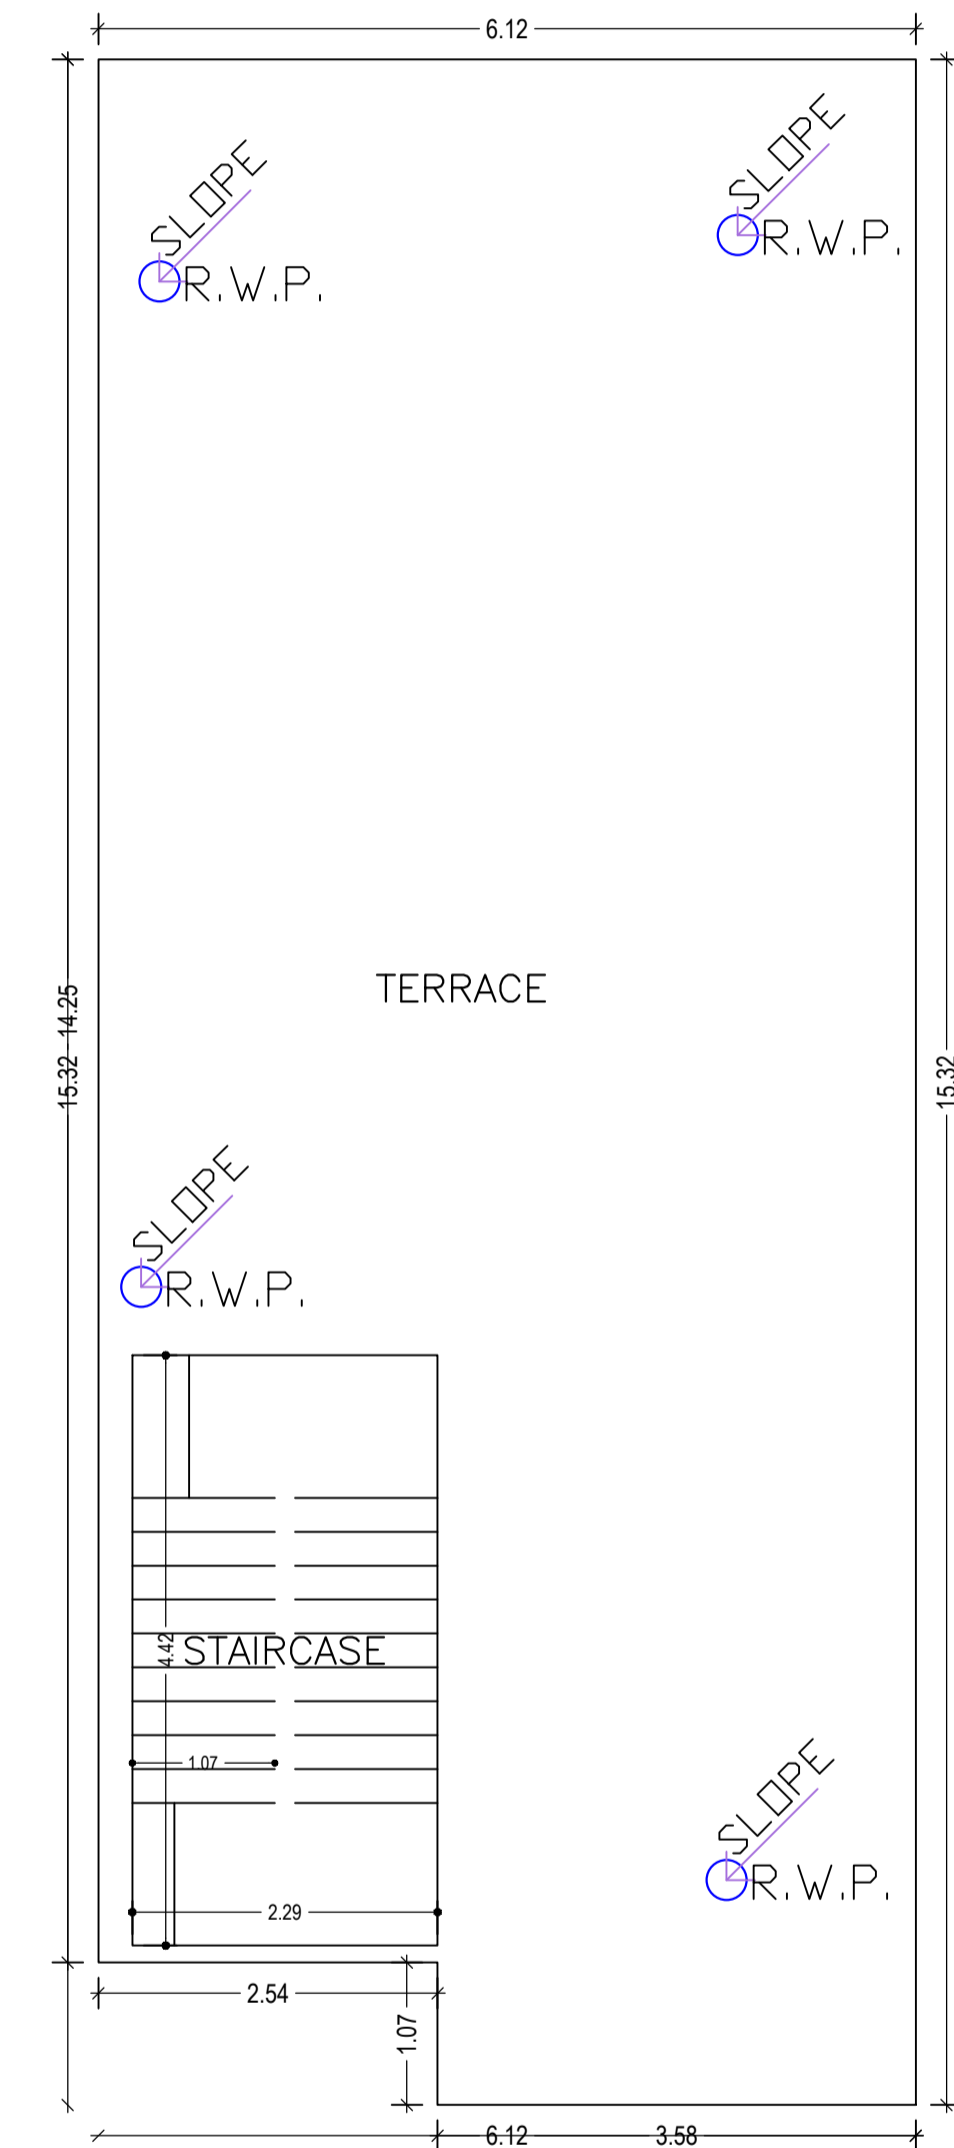 6.12
SLOPE
R.W.P.
SLOPE
R.W.P.
TERRACE
15.32 14.25
15.32
SLOPE
R.W.P.
4.42
STAIRCASE
1.07
SLOPE
R.W.P.
2.29
2.54
1.07
6.12 3.58